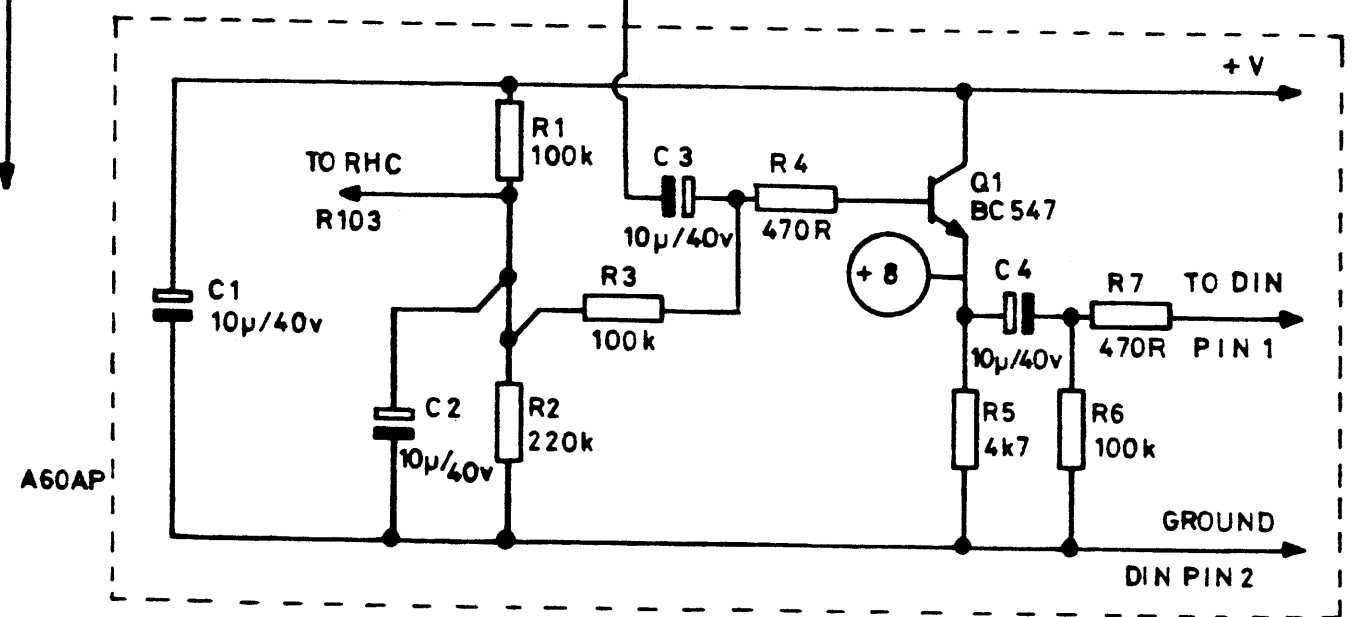 + V
R1
100k
TO RHC
R103
C3
10µ/40v
R4
470R
Q1
BC547
+ 8
C1
10µ/40v
R3
100k
C4
10µ/40v
R7
470R
TO DIN
PIN 1
C2
10µ/40v
R2
220k
R5
4k7
R6
100k
A60AP
GROUND
DIN PIN 2